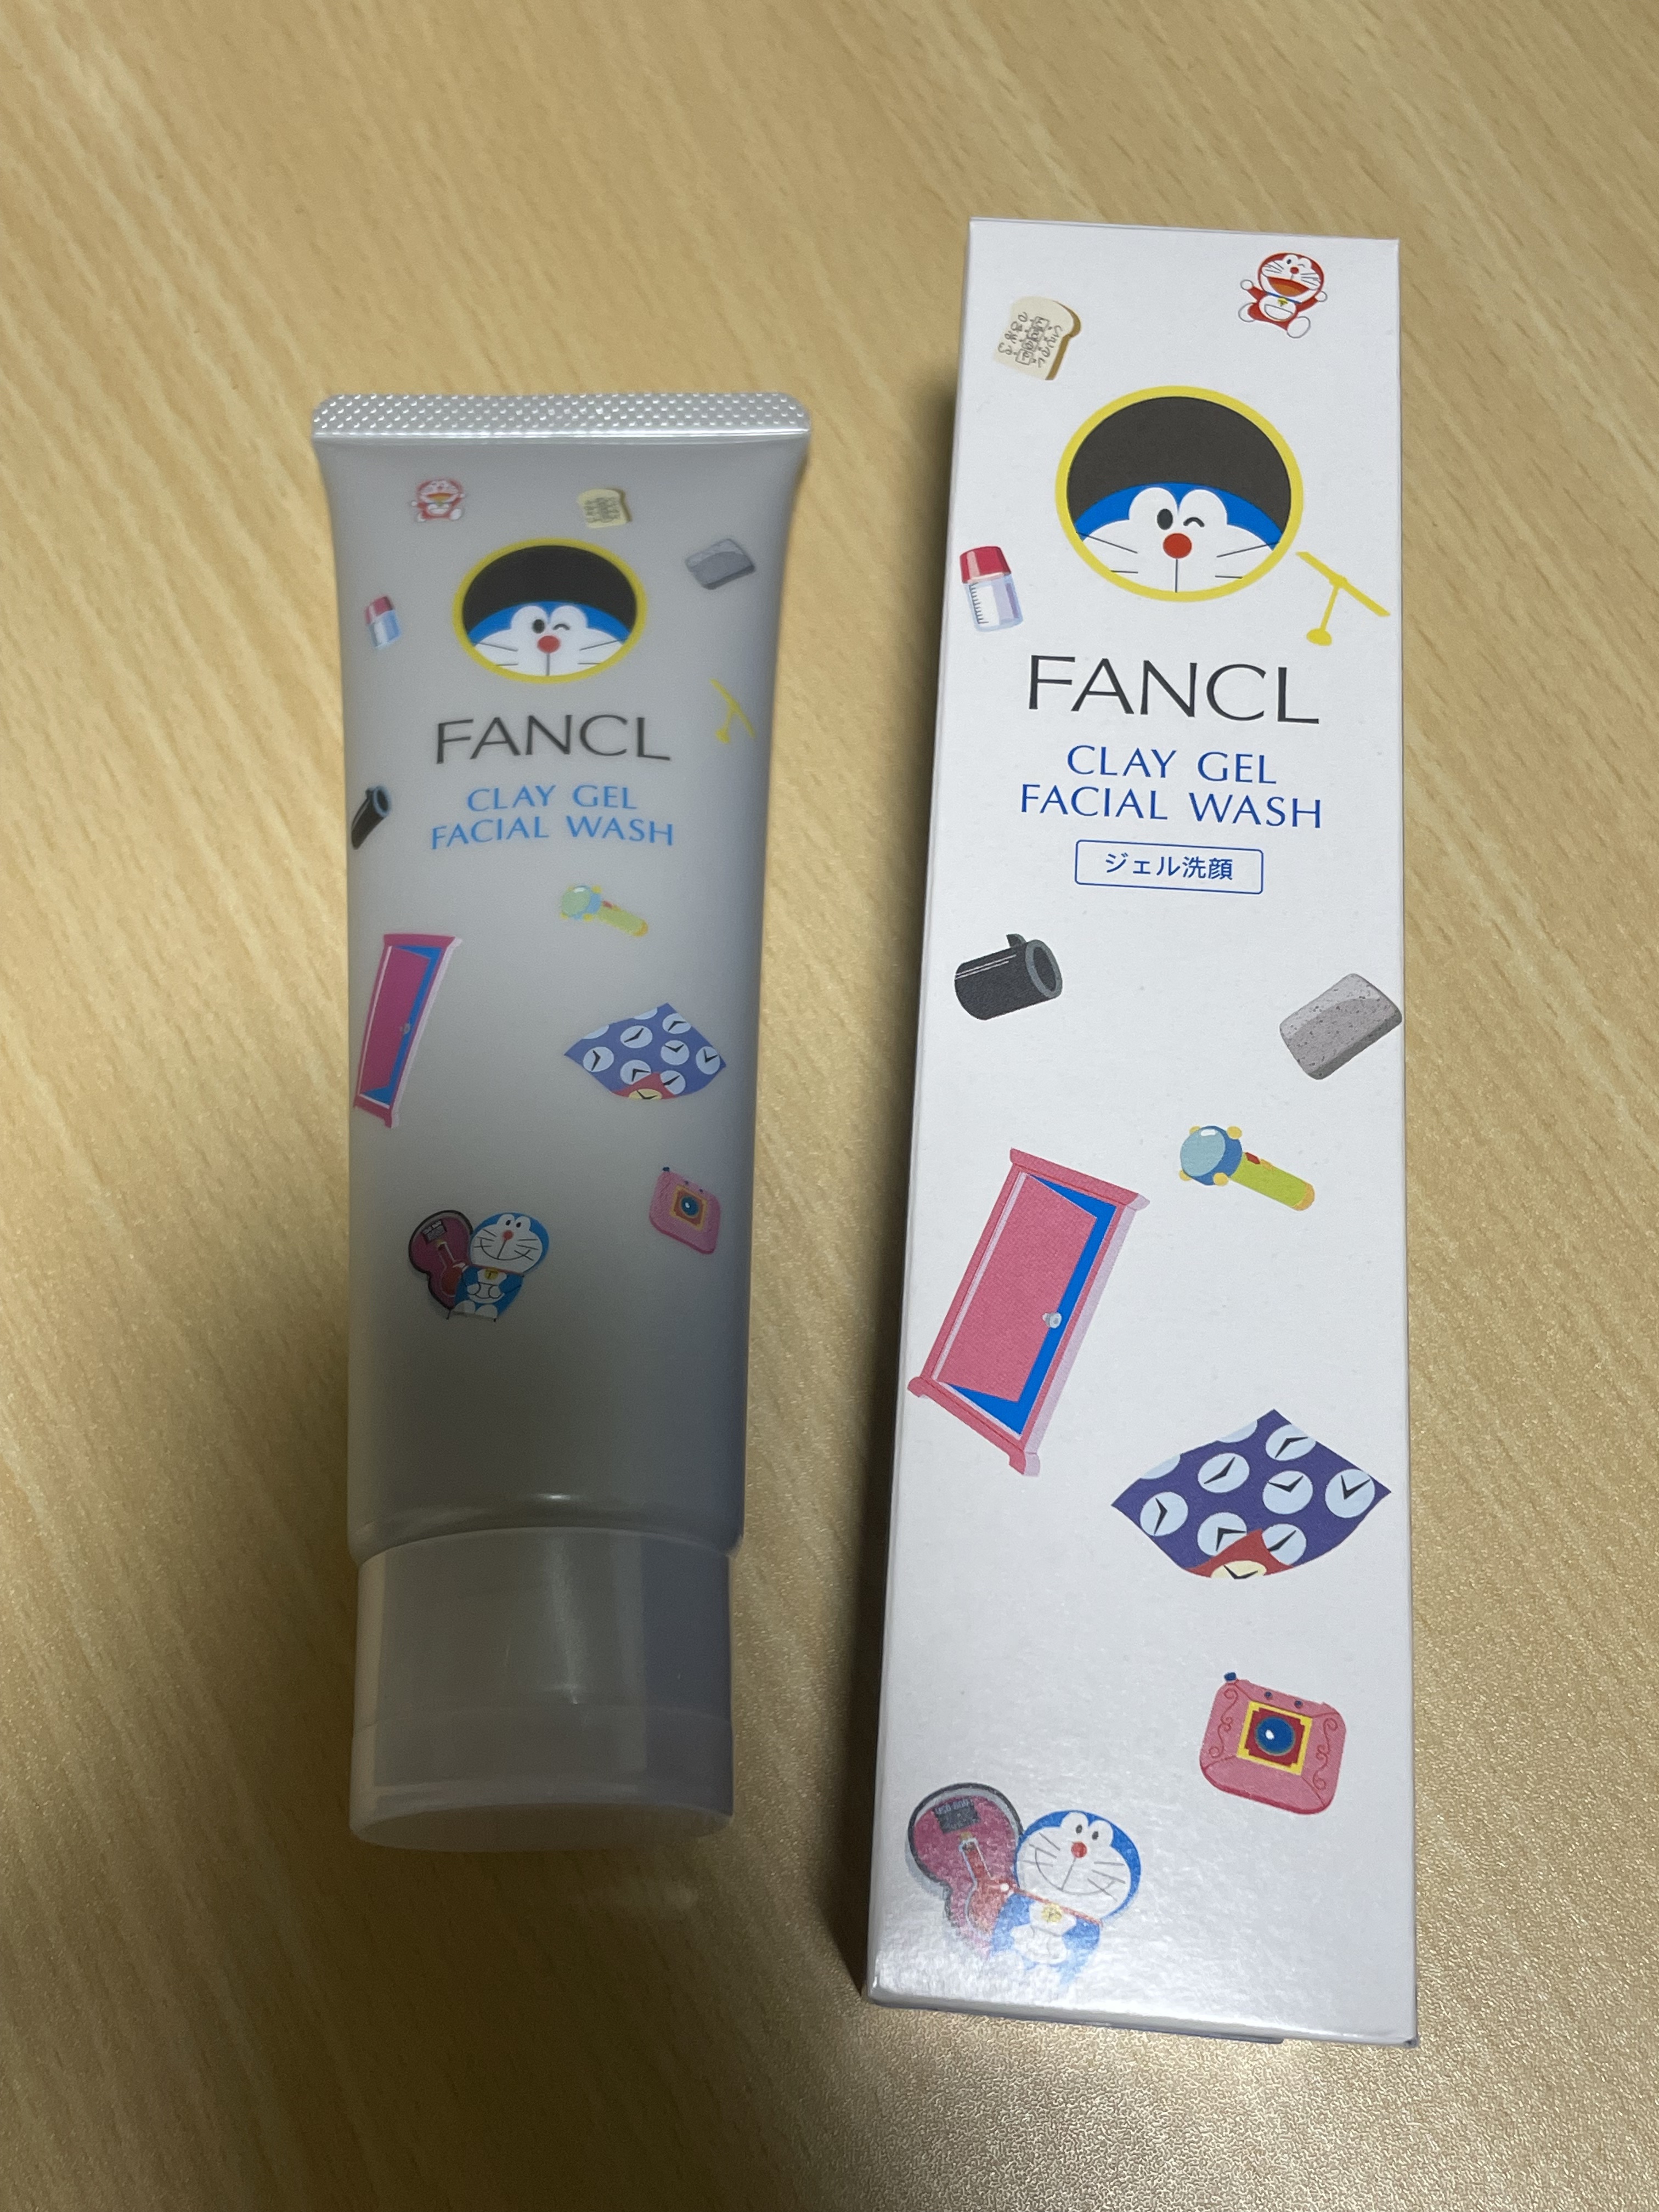 FANCL
CLAY GEL
FACIAL WASH
FANCL
CLAY GEL
FACIAL WASH
ジェル洗顔